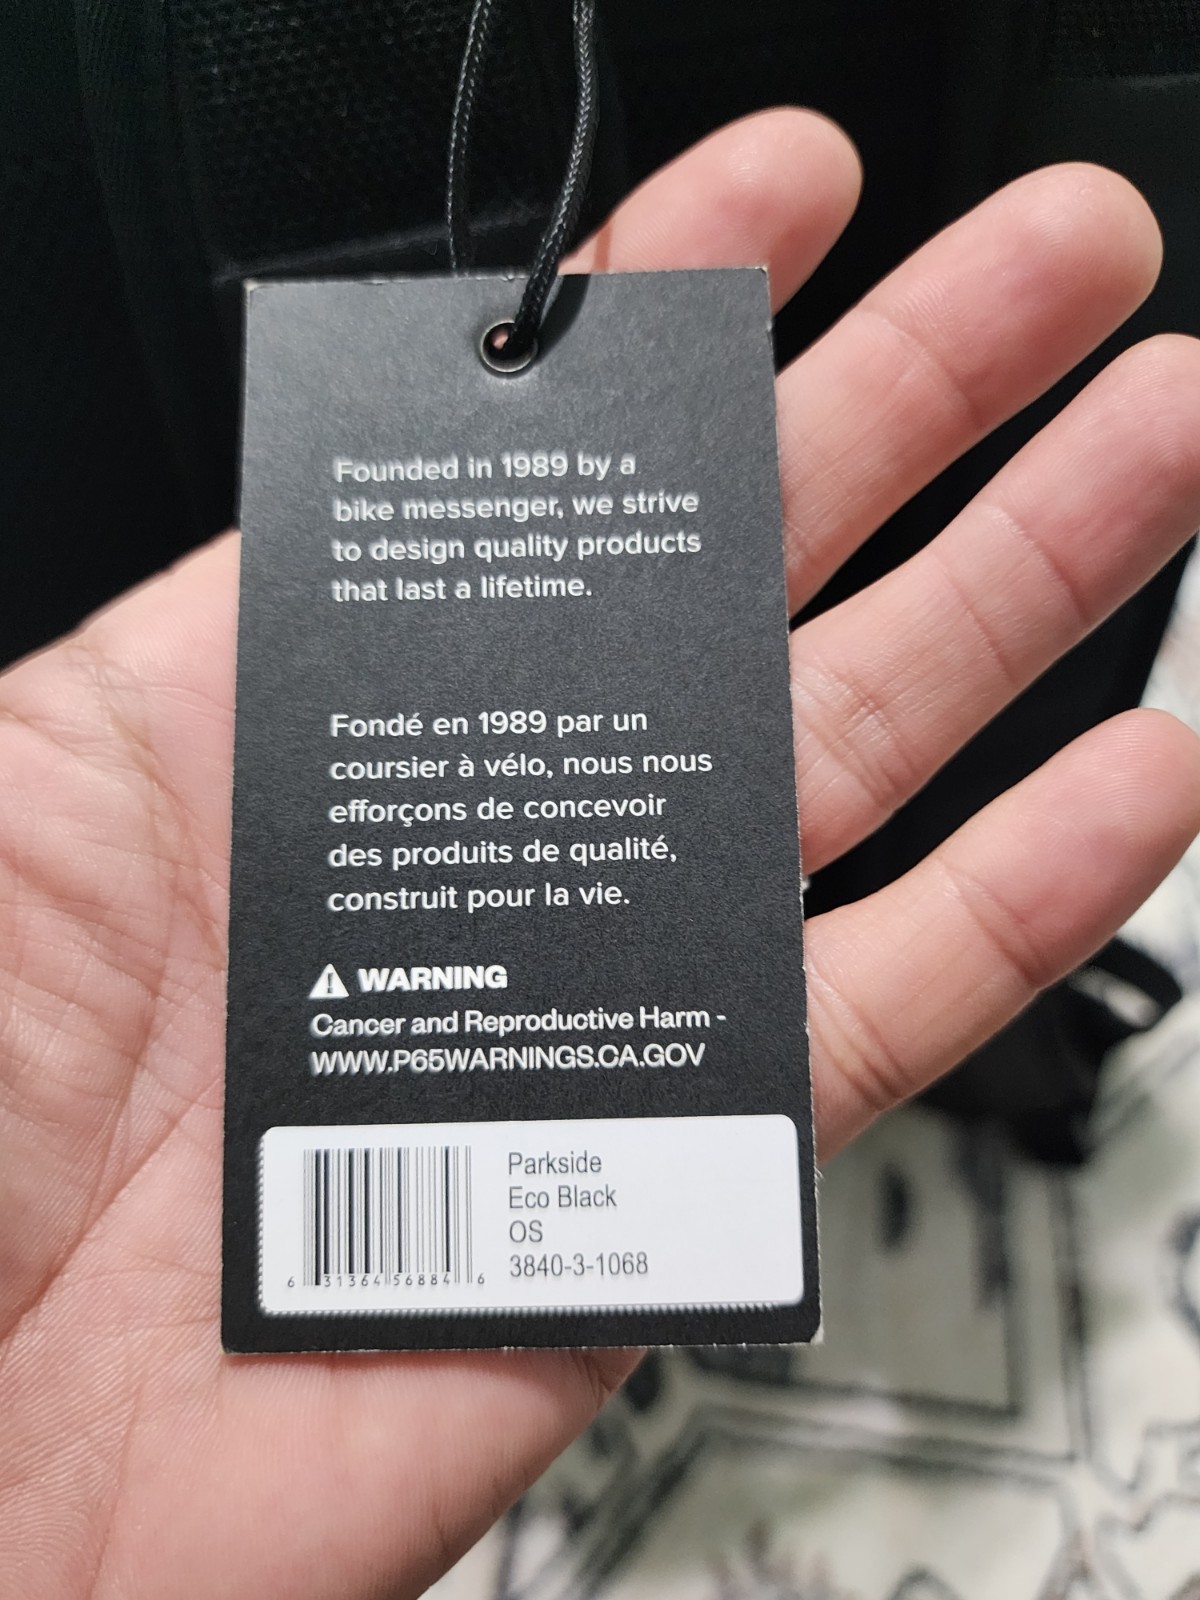 Founded in 1989 by a
bike messenger, we strive
to design quality products
that last a lifetime.
Fondé en 1989 par un
coursier à vélo, nous nous
efforçons de concevoir
des produits de qualité,
construit pour la vie.
⚠ WARNING
Cancer and Reproductive Harm -
WWW.P65WARNINGS.CA.GOV
Parkside
Eco Black
OS
3840-3-1068
6 31364 56884 6